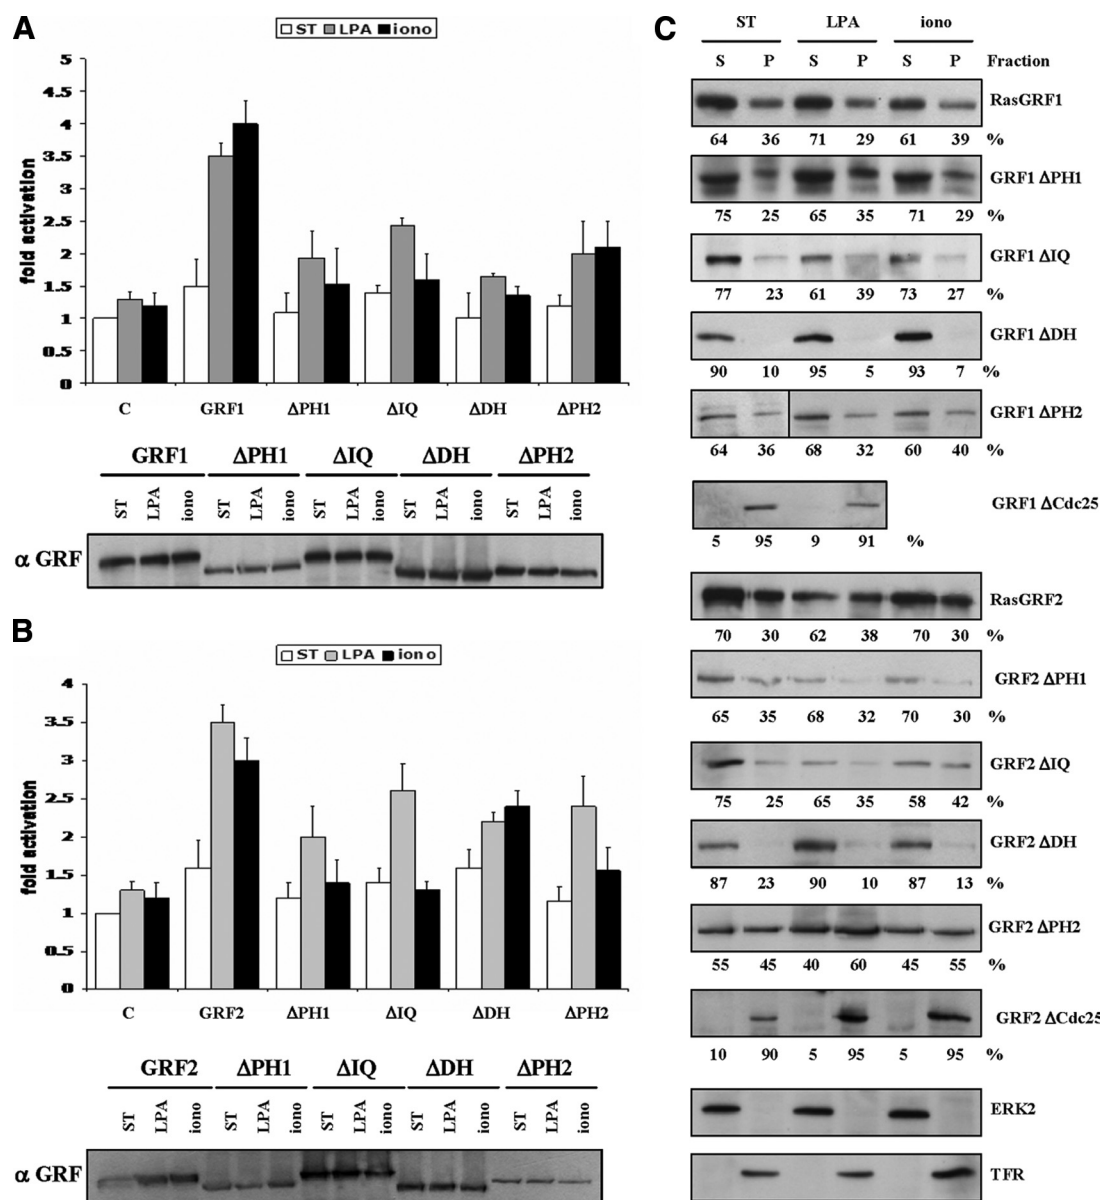 A
ST LPA iono
fold activation
5
4.5
4
3.5
3
2.5
2
1.5
1
0.5
0
C GRF1 ΔPH1 ΔIQ ΔDH ΔPH2
GRF1 ΔPH1 ΔIQ ΔDH ΔPH2
ST LPA iono ST LPA iono ST LPA iono ST LPA iono ST LPA iono
α GRF
B
ST LPA iono
fold activation
4
3.5
3
2.5
2
1.5
1
0.5
0
C GRF2 ΔPH1 ΔIQ ΔDH ΔPH2
GRF2 ΔPH1 ΔIQ ΔDH ΔPH2
ST LPA iono ST LPA iono ST LPA iono ST LPA iono ST LPA iono
α GRF
C
ST LPA iono
S P S P S P Fraction
RasGRF1
64 36 71 29 61 39 %
GRF1 ΔPH1
75 25 65 35 71 29 %
GRF1 ΔIQ
77 23 61 39 73 27 %
GRF1 ΔDH
90 10 95 5 93 7 %
GRF1 ΔPH2
64 36 68 32 60 40 %
GRF1 ΔCdc25
5 95 9 91 %
RasGRF2
70 30 62 38 70 30 %
GRF2 ΔPH1
65 35 68 32 70 30 %
GRF2 ΔIQ
75 25 65 35 58 42 %
GRF2 ΔDH
87 23 90 10 87 13 %
GRF2 ΔPH2
55 45 40 60 45 55 %
GRF2 ΔCdc25
10 90 5 95 5 95 %
ERK2
TFR